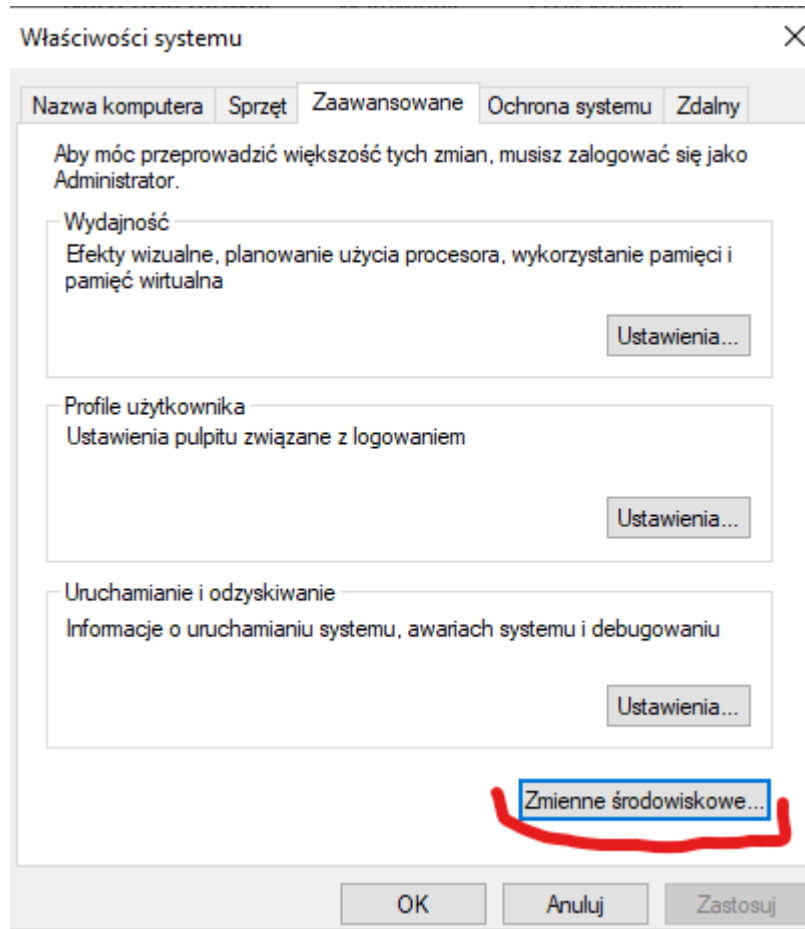 Właściwości systemu
Nazwa komputera Sprzęt Zaawansowane Ochrona systemu Zdalny
Aby móc przeprowadzić większość tych zmian, musisz zalogować się jako
Administrator.
Wydajność
Efekty wizualne, planowanie użycia procesora, wykorzystanie pamięci i
pamięć wirtualna
Ustawienia...
Profile użytkownika
Ustawienia pulpitu związane z logowaniem
Ustawienia...
Uruchamianie i odzyskiwanie
Informacje o uruchamianiu systemu, awariach systemu i debugowaniu
Ustawienia...
Zmienne środowiskowe...
OK Anuluj Zastosuj